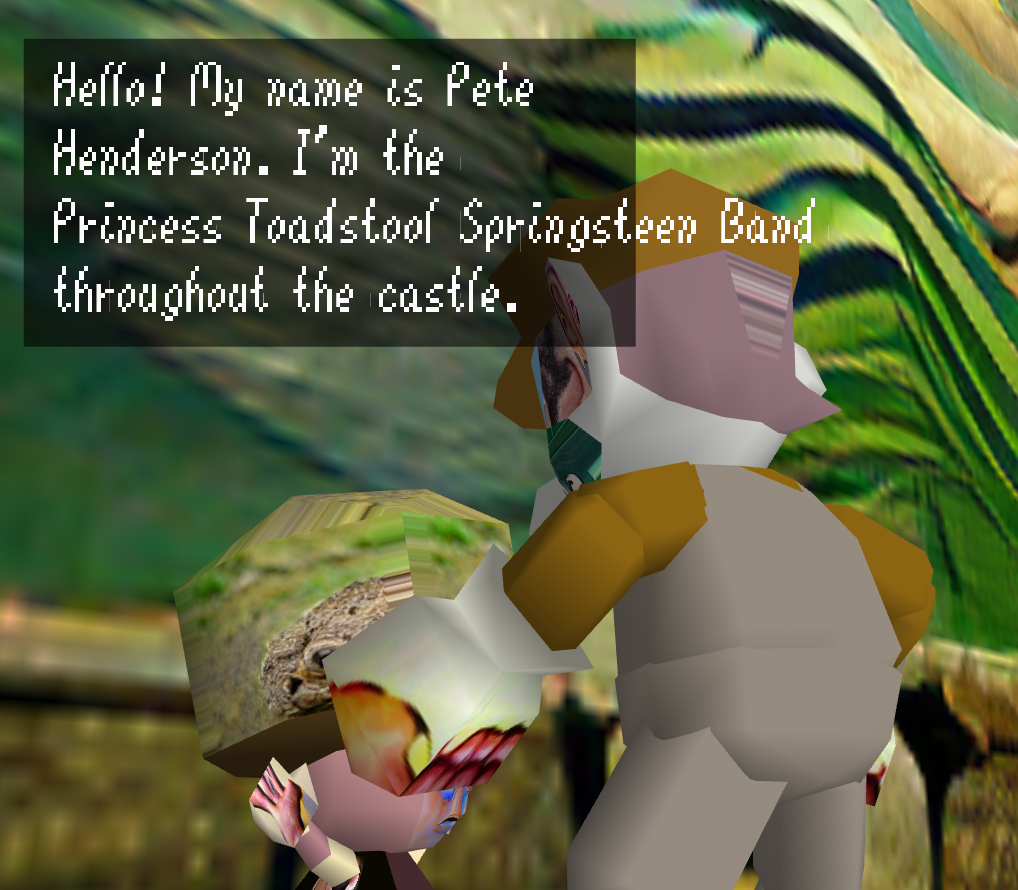 Hello! My name is Pete
Henderson. I'm the
Princess Toadstool Springsteen Band
throughout the castle.